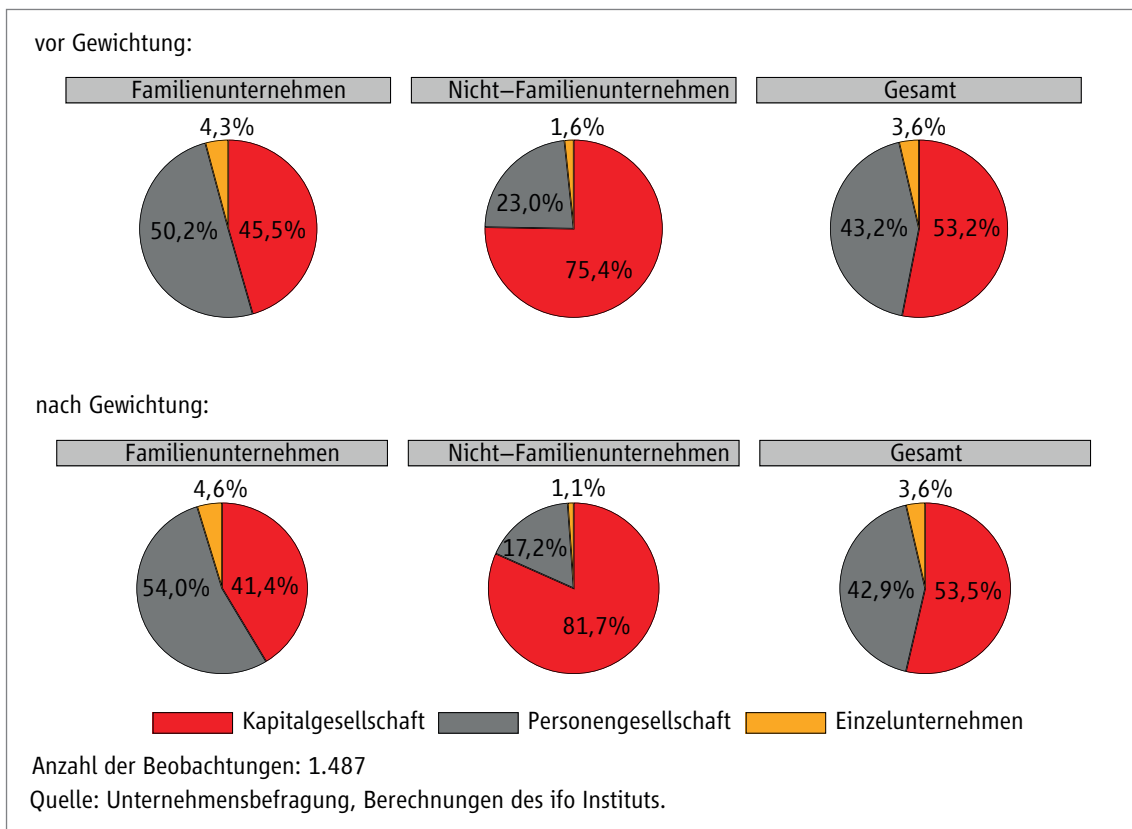 vor Gewichtung:
Familienunternehmen
Nicht–Familienunternehmen
Gesamt
4,3%
1,6%
3,6%
50,2%
45,5%
23,0%
75,4%
43,2%
53,2%
nach Gewichtung:
Familienunternehmen
Nicht–Familienunternehmen
Gesamt
4,6%
1,1%
3,6%
54,0%
41,4%
17,2%
81,7%
42,9%
53,5%
Kapitalgesellschaft
Personengesellschaft
Einzelunternehmen
Anzahl der Beobachtungen: 1.487
Quelle: Unternehmensbefragung, Berechnungen des ifo Instituts.